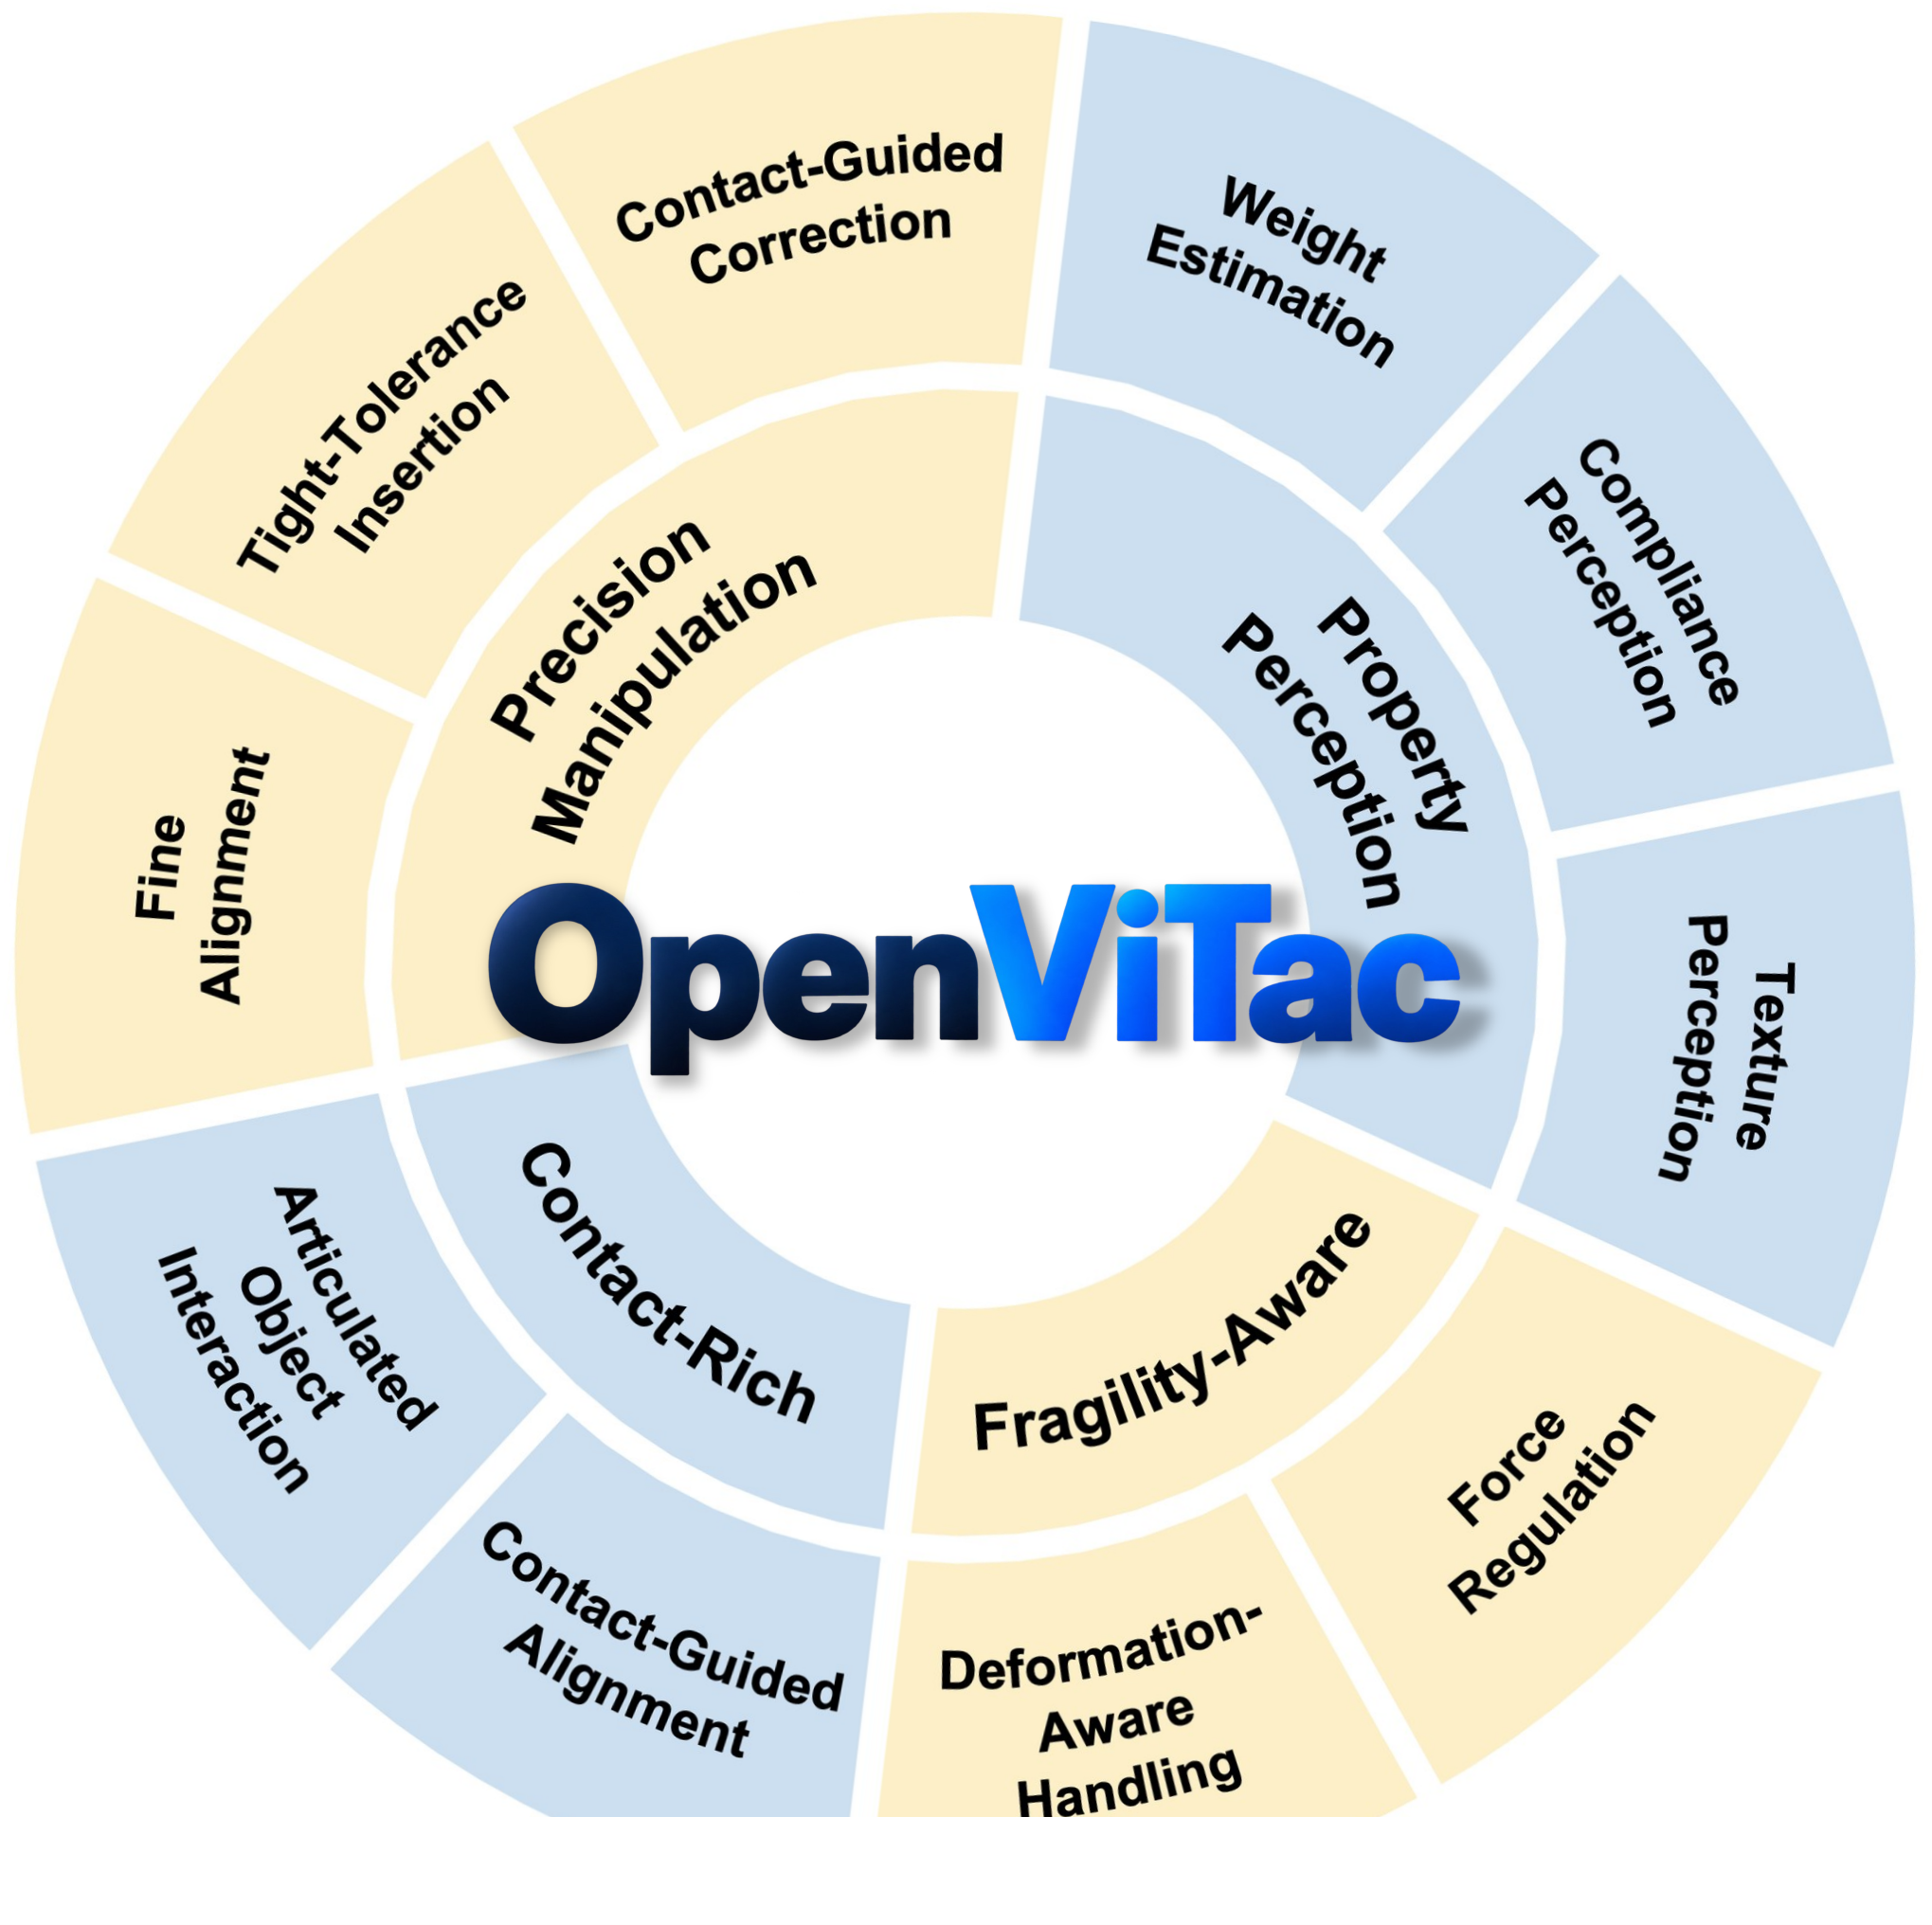 Contact-Guided
Correction
Weight
Estimation
Compliance
Perception
Texture
Perception
Force
Regulation
Deformation-
Aware
Handling
Contact-Guided
Alignment
Articulated
Object
Interaction
Fine
Alignment
Tight-Tolerance
Insertion
Precision
Manipulation
Property
Perception
Fragility-Aware
Contact-Rich
OpenViTac